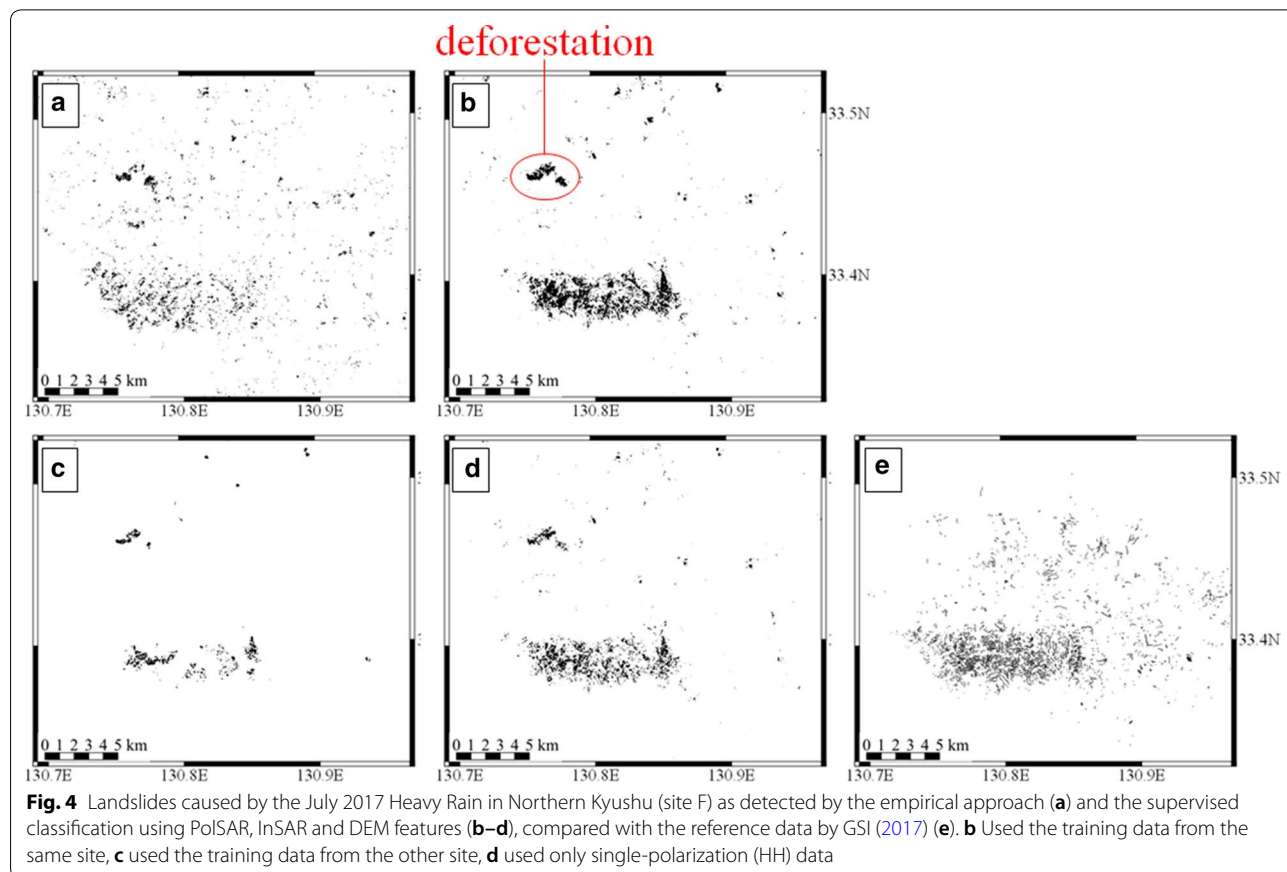 deforestation
a
b
33.5N
33.4N
0 1 2 3 4 5 km
0 1 2 3 4 5 km
130.7E 130.8E 130.9E
130.7E 130.8E 130.9E
c
d
e
33.5N
33.4N
0 1 2 3 4 5 km
0 1 2 3 4 5 km
0 1 2 3 4 5 km
130.7E 130.8E 130.9E
130.7E 130.8E 130.9E
130.7E 130.8E 130.9E
Fig. 4 Landslides caused by the July 2017 Heavy Rain in Northern Kyushu (site F) as detected by the empirical approach (a) and the supervised
classification using PolSAR, InSAR and DEM features (b–d), compared with the reference data by GSI (2017) (e). b Used the training data from the
same site, c used the training data from the other site, d used only single-polarization (HH) data